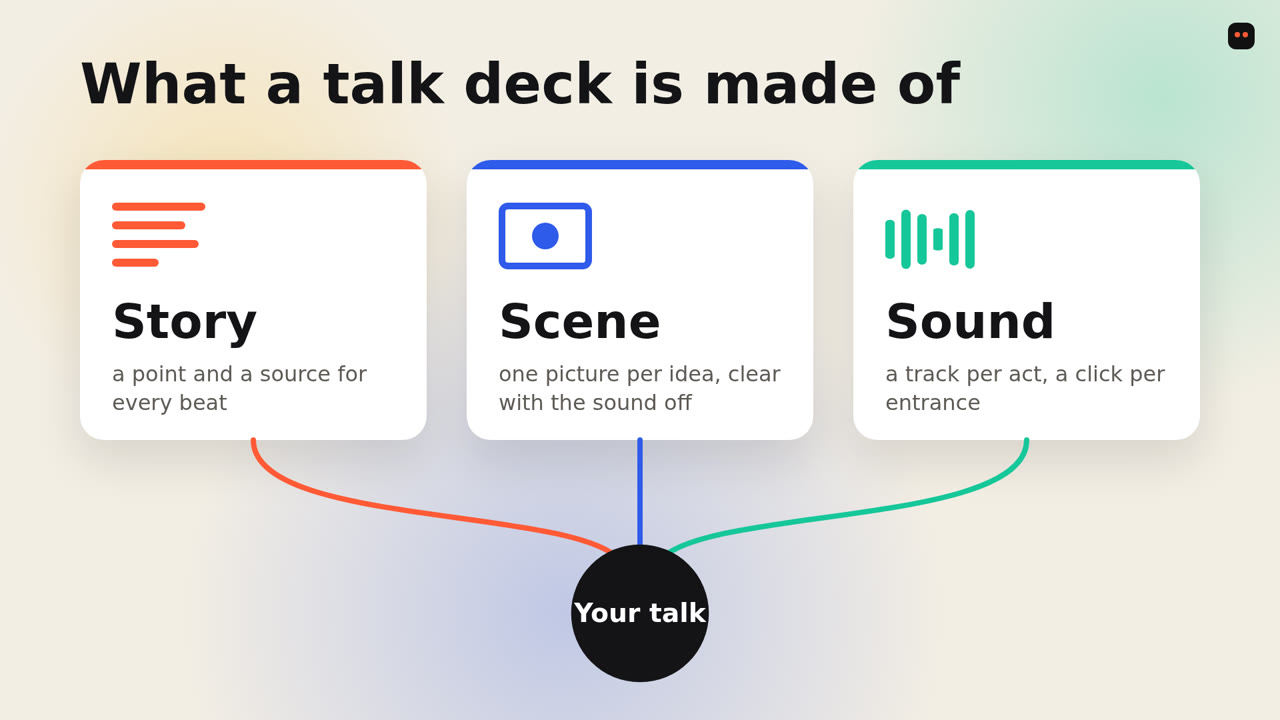 What a talk deck is made of
Story
a point and a source for
every beat
Scene
one picture per idea, clear
with the sound off
Sound
a track per act, a click per
entrance
Your talk